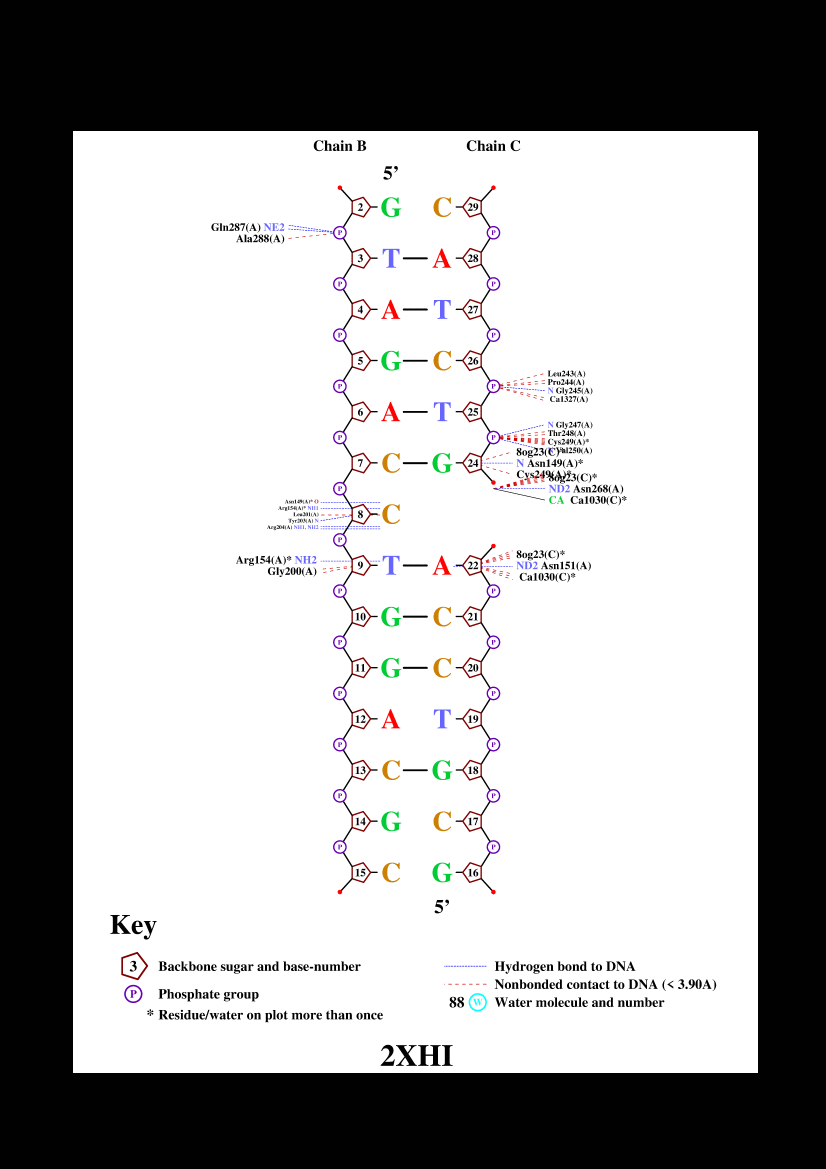 Chain B Chain C
5’
2 G C 29
P P
Gln287(A) NE2
Ala288(A)
3 T A 28
P P
4 A T 27
P P
5 G C 26
P P
Leu243(A)
Pro244(A)
N Gly245(A)
Ca1327(A)
6 A T 25
P P
N Gly247(A)
Thr248(A)
Cys249(A)*
Val250(A)
7 C G 24
8og23(C)*
N Asn149(A)*
Cys249(A)*
P
8og23(C)*
ND2 Asn268(A)
CA Ca1030(C)*
Asn149(A)* O
Arg154(A)* NH1
Leu201(A)
Tyr203(A) N
Arg204(A) NH1, NH2
8 C
P
Arg154(A)* NH2
Gly200(A)
9 T A 22
8og23(C)*
ND2 Asn151(A)
Ca1030(C)*
P P
10 G C 21
P P
11 G C 20
P P
12 A T 19
P P
13 C G 18
P P
14 G C 17
P P
15 C G 16
5’
Key
3 Backbone sugar and base-number
P Phosphate group
* Residue/water on plot more than once
Hydrogen bond to DNA
Nonbonded contact to DNA (< 3.90A)
88 W Water molecule and number
2XHI